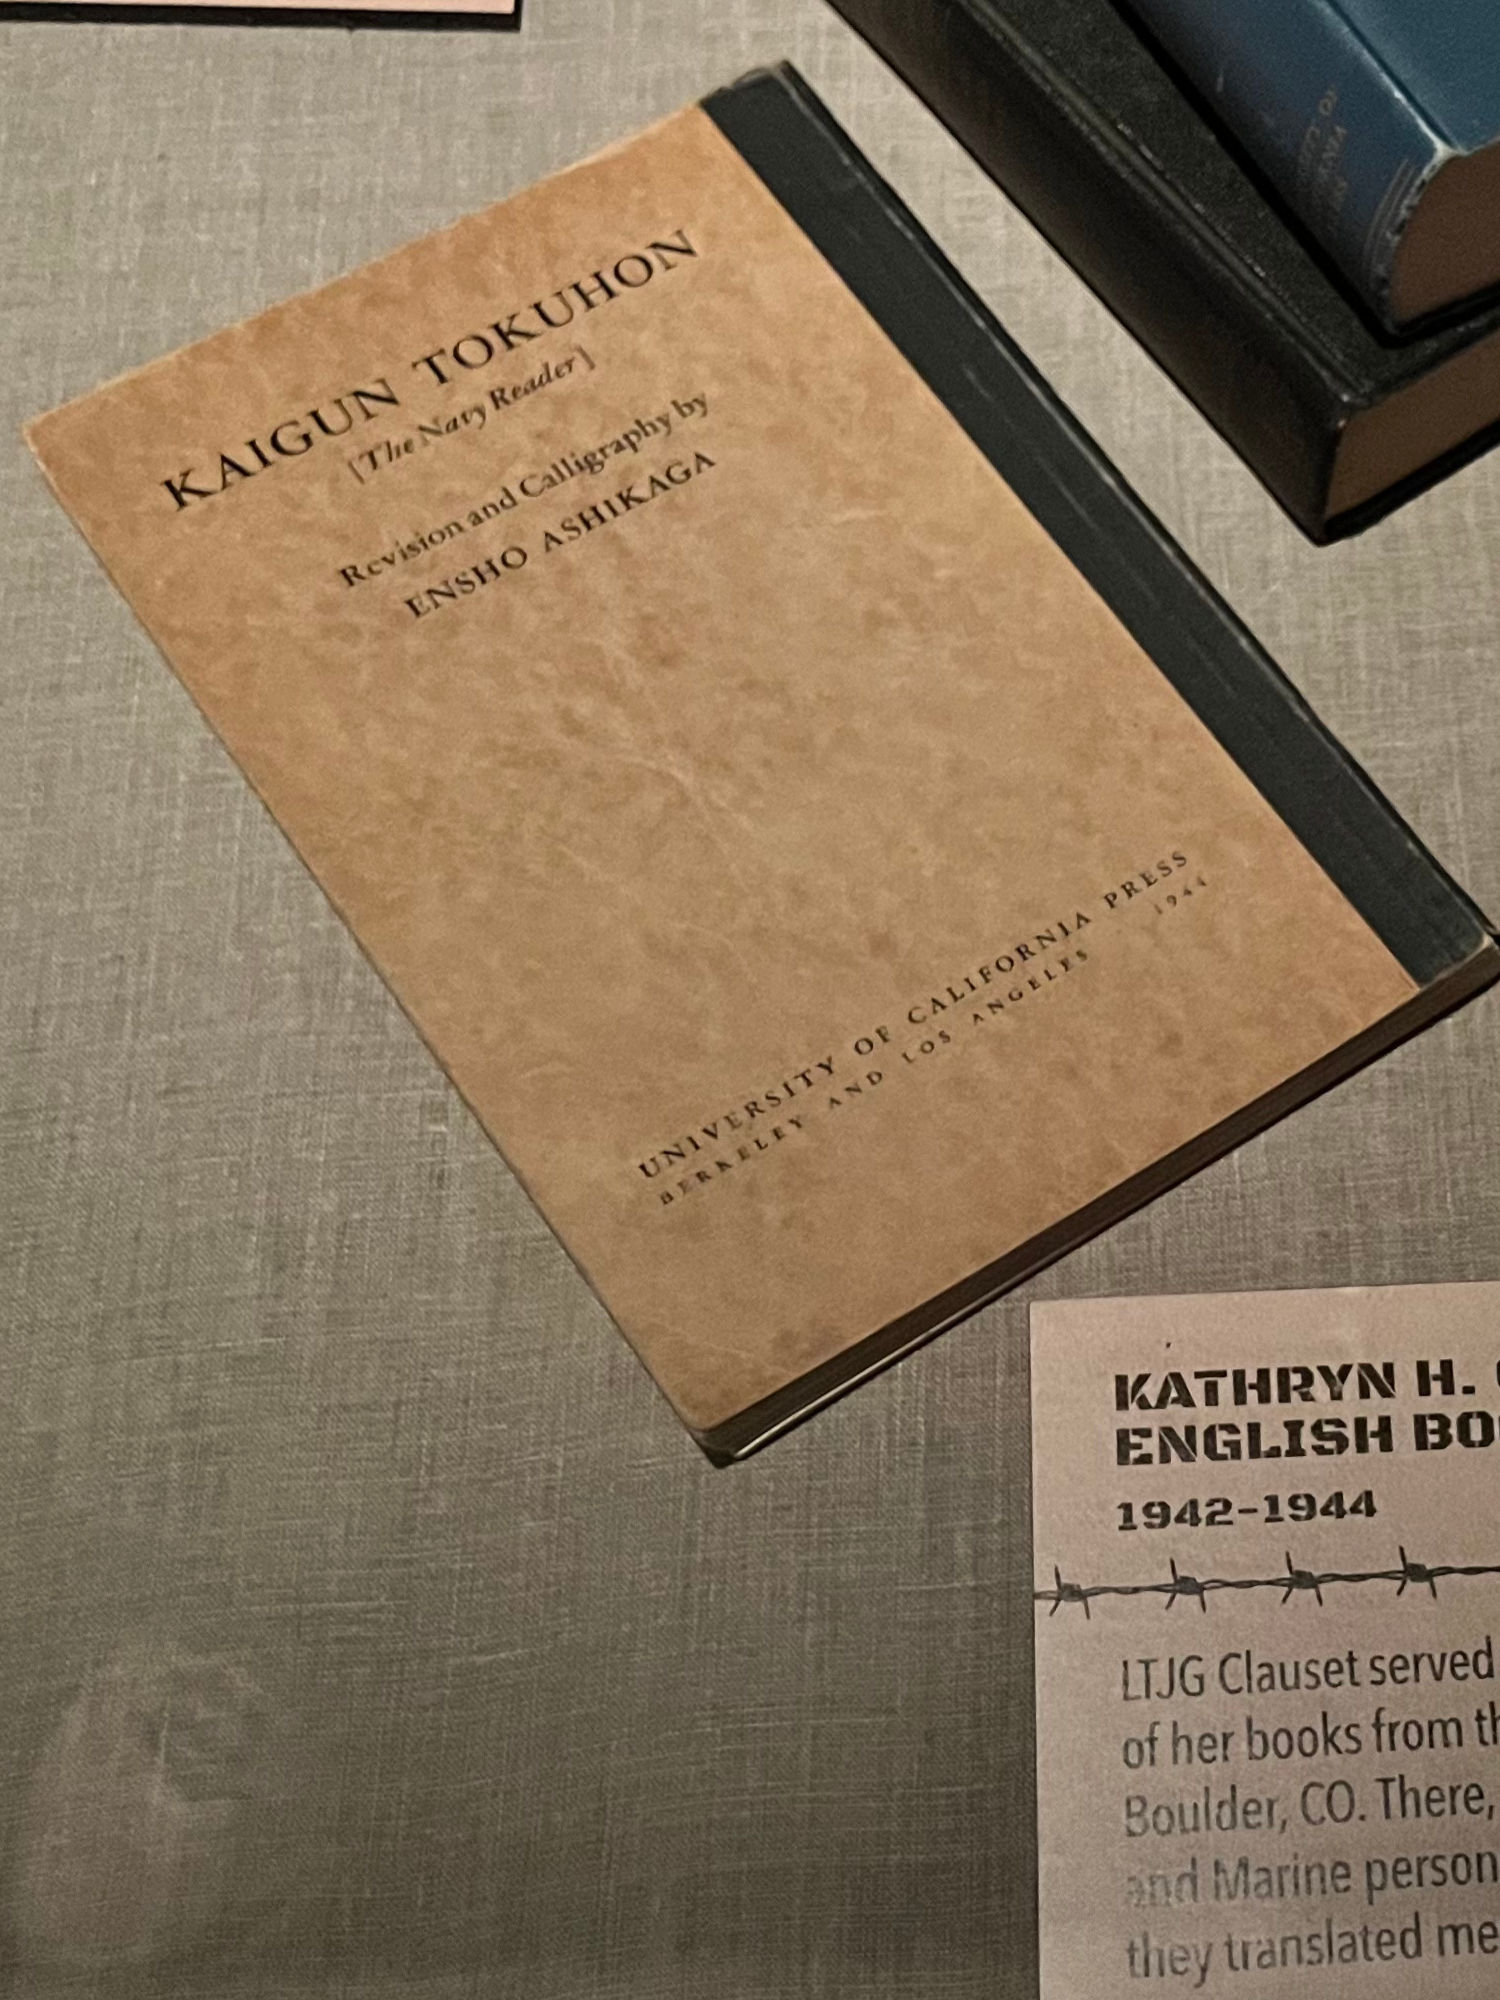 KAIGUN TOKUHON
[The Navy Reader]
Revision and Calligraphy by
ENSHO ASHIKAGA
UNIVERSITY OF CALIFORNIA PRESS
BERKELEY AND LOS ANGELES 1944
KATHRYN H.
ENGLISH BO
1942-1944
LTJG Clauset served
of her books from th
Boulder, CO. There,
and Marine person
they translated me